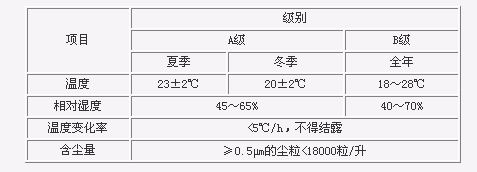 级别
项目
A级 B级
夏季 冬季 全年
温度 23±2℃ 20±2℃ 18～28℃
相对湿度 45～65% 40～70%
温度变化率 <5℃/h，不得结露
含尘量 ≥0.5μm的尘粒<18000粒/升